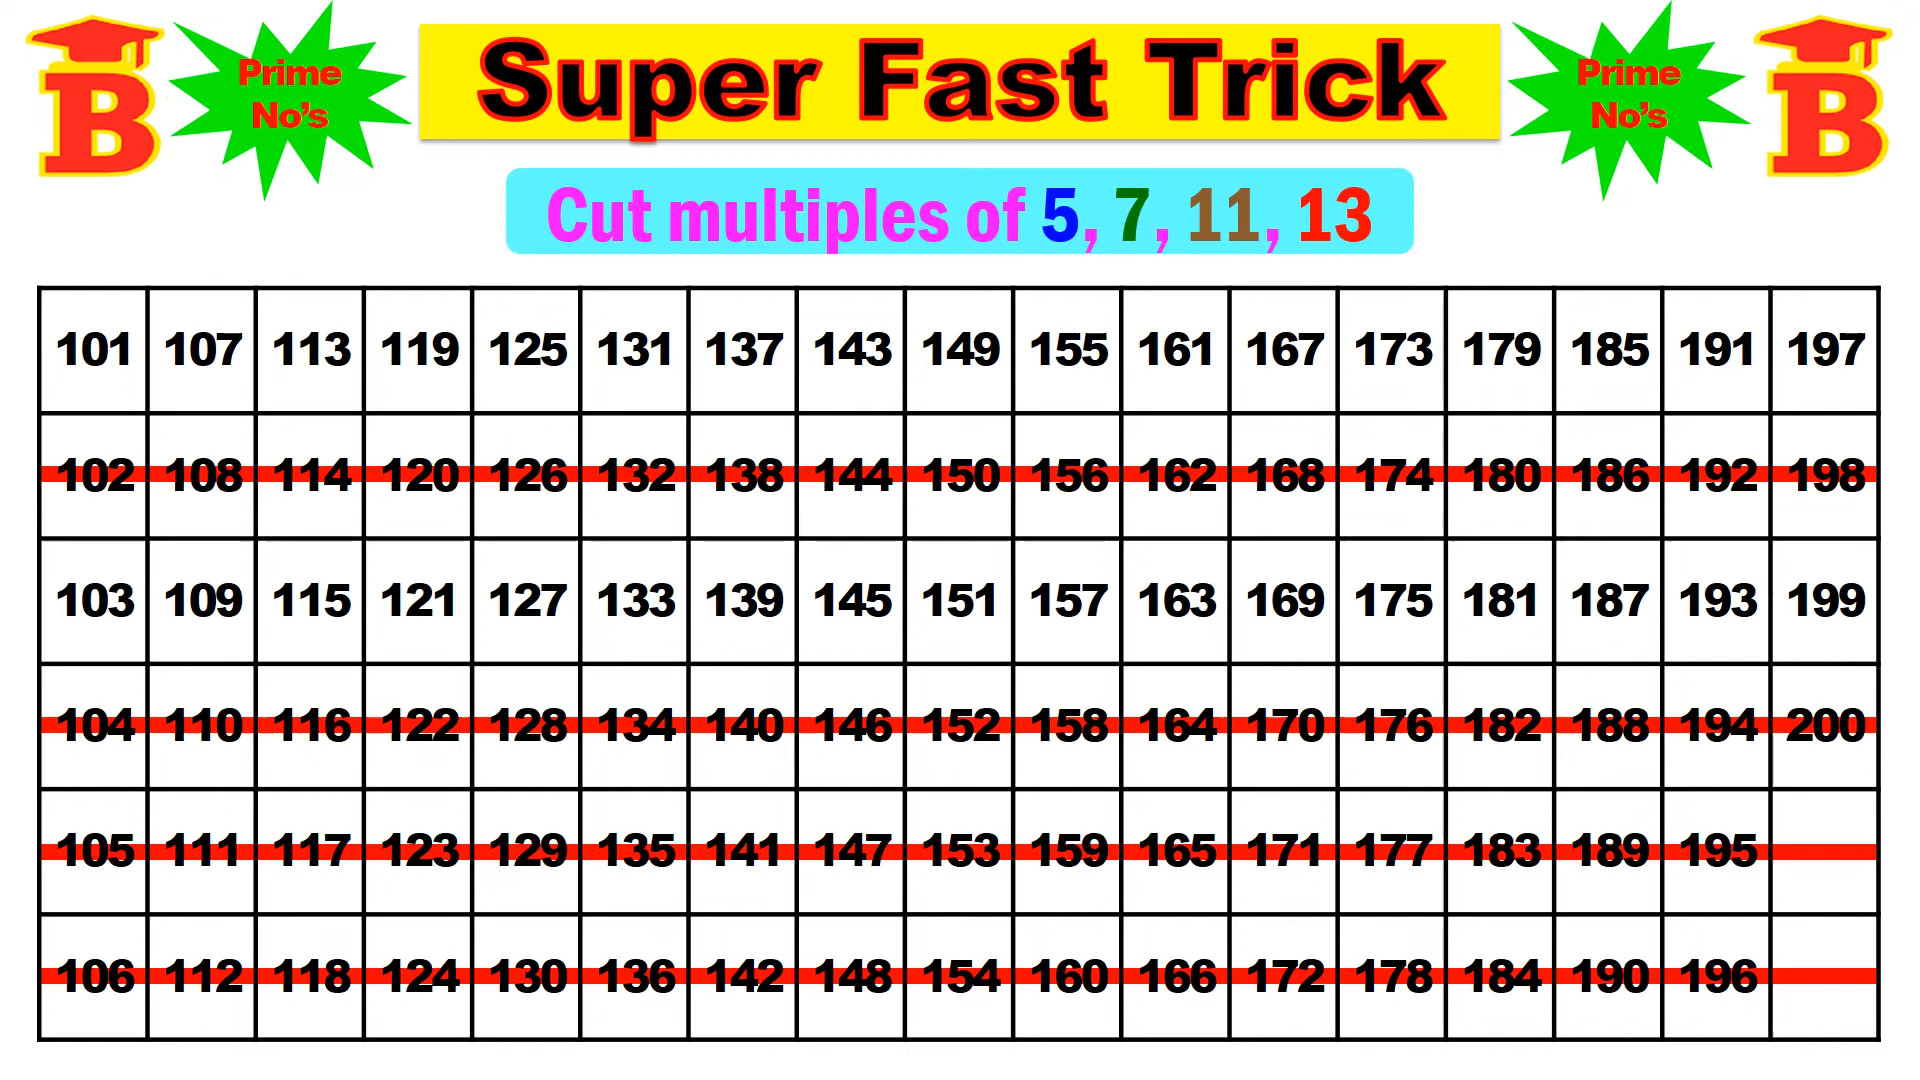 B
Prime
No's
Super Fast Trick
Prime
No's
B
Cut multiples of 5, 7, 11, 13
101 107 113 119 125 131 137 143 149 155 161 167 173 179 185 191 197
102 108 114 120 126 132 138 144 150 156 162 168 174 180 186 192 198
103 109 115 121 127 133 139 145 151 157 163 169 175 181 187 193 199
104 110 116 122 128 134 140 146 152 158 164 170 176 182 188 194 200
105 111 117 123 129 135 141 147 153 159 165 171 177 183 189 195
106 112 118 124 130 136 142 148 154 160 166 172 178 184 190 196